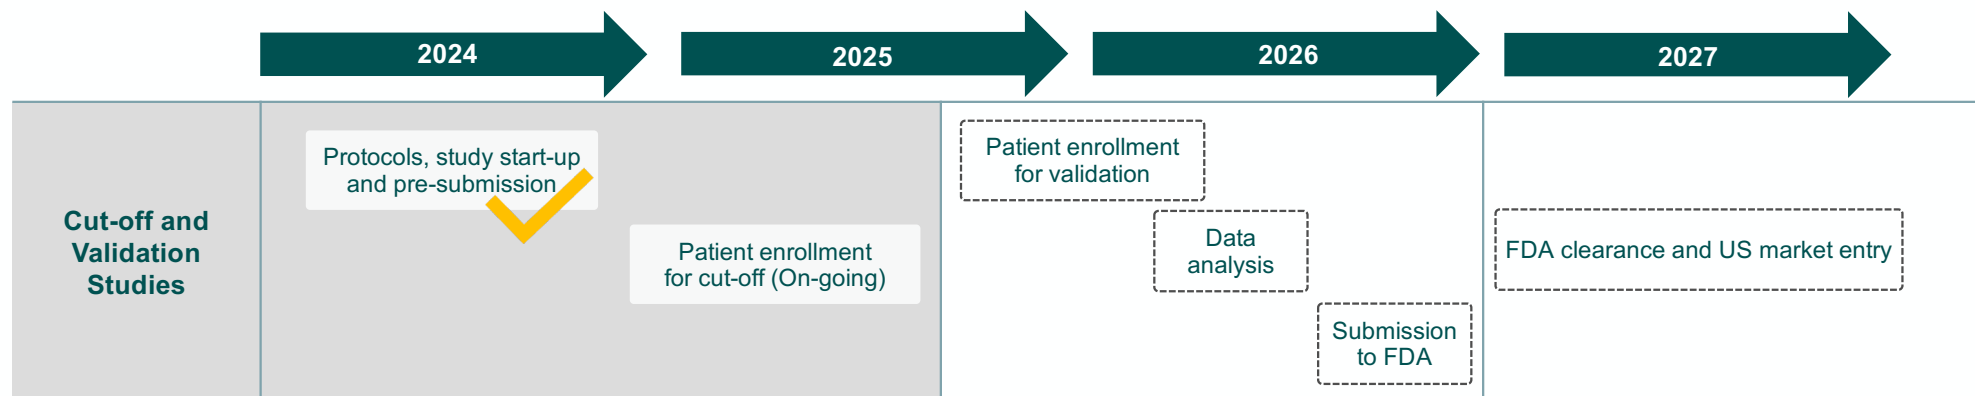 2024
2025
2026
2027
Cut-off and
Validation
Studies
Protocols, study start-up
and pre-submission
Patient enrollment
for cut-off (On-going)
Patient enrollment
for validation
Data
analysis
Submission
to FDA
FDA clearance and US market entry